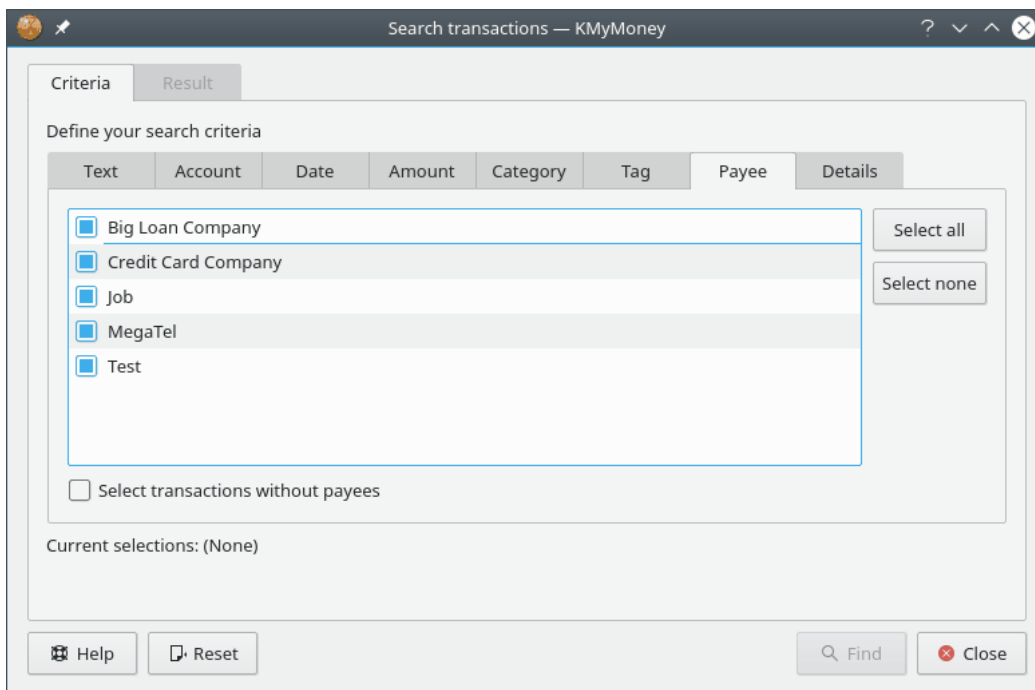 Search transactions — KMyMoney
Criteria Result
Define your search criteria
Text Account Date Amount Category Tag Payee Details
Big Loan Company
Select all
Credit Card Company
Select none
Job
MegaTel
Test
Select transactions without payees
Current selections: (None)
Help Reset Find Close